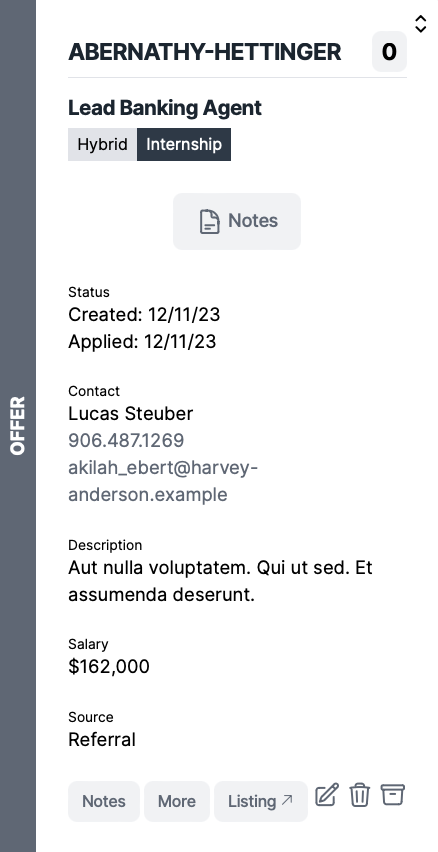 OFFER
ABERNATHY-HETTINGER 0
Lead Banking Agent
Hybrid Internship
Notes
Status
Created: 12/11/23
Applied: 12/11/23
Contact
Lucas Steuber
906.487.1269
akilah_ebert@harvey-
anderson.example
Description
Aut nulla voluptatem. Qui ut sed. Et
assumenda deserunt.
Salary
$162,000
Source
Referral
Notes More Listing ↗